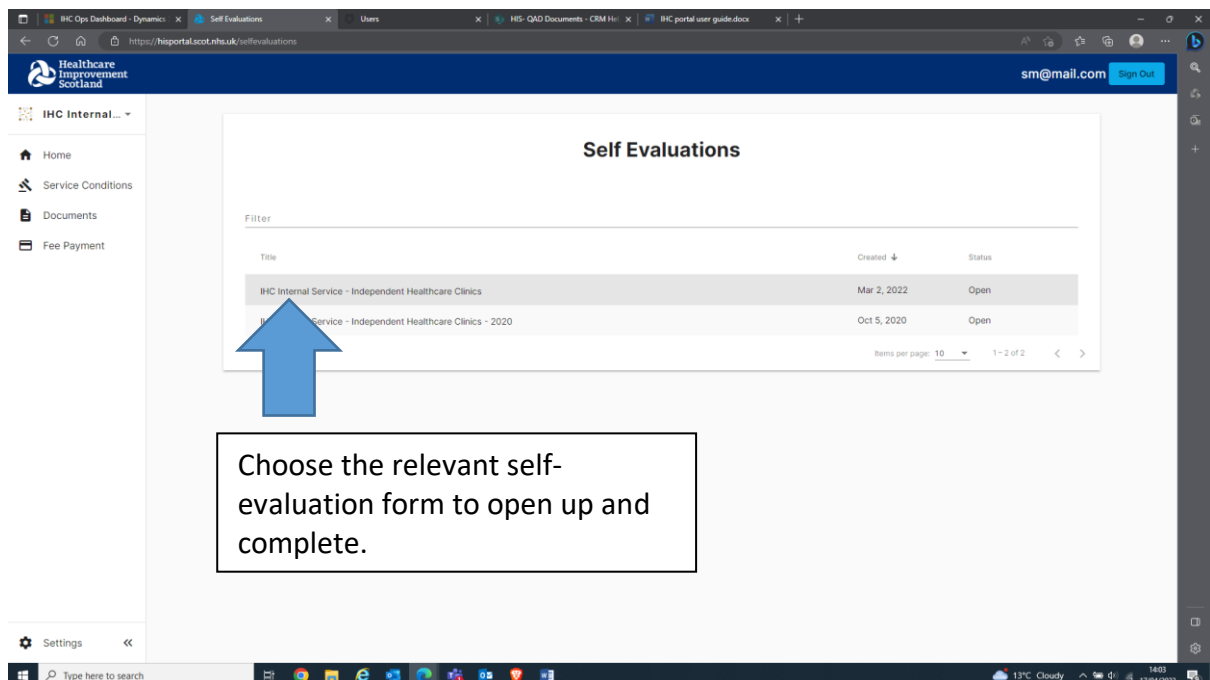 IHC Ops Dashboard - Dynamics
Self Evaluations
Users
HIS- QAD Documents - CRM Hel
IHC portal user guide.docx
https://hisportal.scot.nhs.uk/selfevaluations
Healthcare
Improvement
Scotland
sm@mail.com
Sign Out
IHC Internal...
Home
Service Conditions
Documents
Fee Payment
Self Evaluations
Filter
Title Created Status
IHC Internal Service - Independent Healthcare Clinics Mar 2, 2022 Open
Service - Independent Healthcare Clinics - 2020 Oct 5, 2020 Open
Items per page: 10 1 – 2 of 2
Choose the relevant self-
evaluation form to open up and
complete.
Settings
Type here to search
13°C Cloudy
14:03